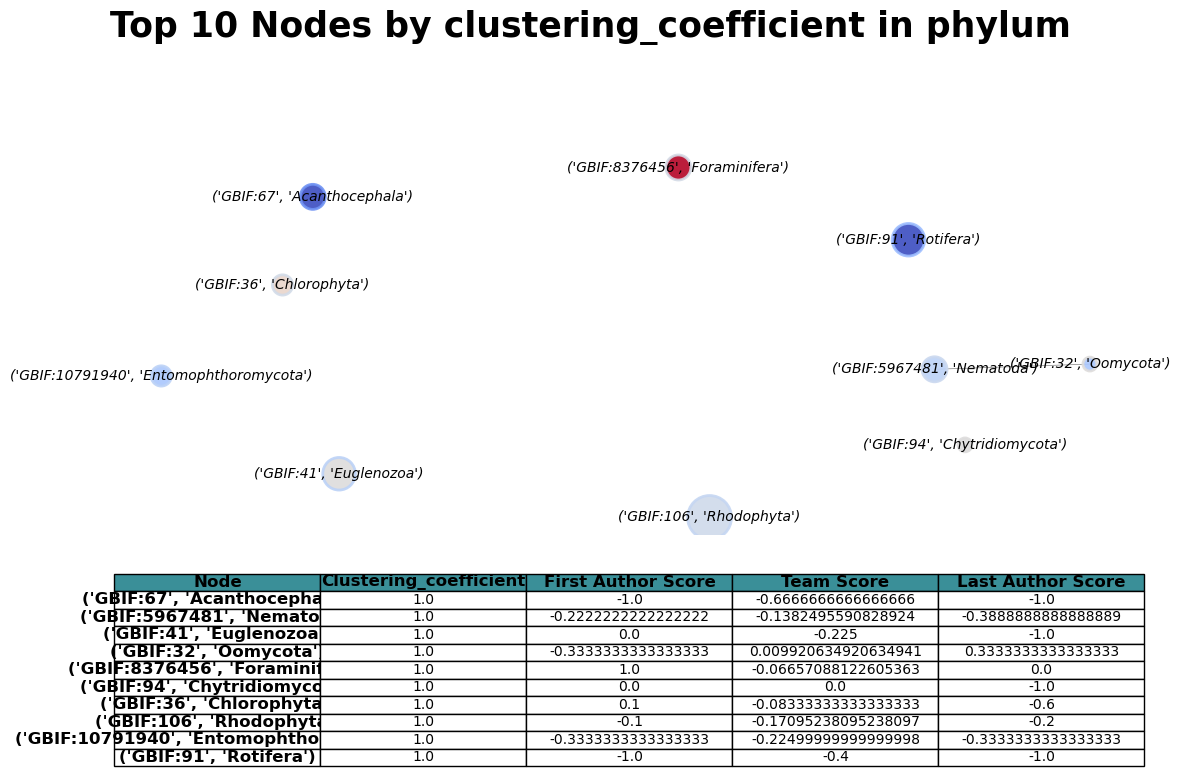 Top 10 Nodes by clustering_coefficient in phylum
('GBIF:8376456', 'Foraminifera')
('GBIF:67', 'Acanthocephala')
('GBIF:91', 'Rotifera')
('GBIF:36', 'Chlorophyta')
('GBIF:32', 'Oomycota')
('GBIF:5967481', 'Nematoda')
('GBIF:10791940', 'Entomophthoromycota')
('GBIF:94', 'Chytridiomycota')
('GBIF:41', 'Euglenozoa')
('GBIF:106', 'Rhodophyta')
Node Clustering_coefficient First Author Score Team Score Last Author Score
('GBIF:67', 'Acanthocepha 1.0 -1.0 -0.6666666666666666 -1.0
('GBIF:5967481', 'Nemato 1.0 -0.2222222222222222 -0.1382495590828924 -0.3888888888888889
('GBIF:41', 'Euglenozoa 1.0 0.0 -0.225 -1.0
('GBIF:32', 'Oomycota' 1.0 -0.3333333333333333 0.009920634920634941 0.3333333333333333
('GBIF:8376456', 'Foraminif 1.0 1.0 -0.06657088122605363 0.0
('GBIF:94', 'Chytridiomyco 1.0 0.0 0.0 -1.0
('GBIF:36', 'Chlorophyta 1.0 0.1 -0.08333333333333333 -0.6
('GBIF:106', 'Rhodophyta 1.0 -0.1 -0.17095238095238097 -0.2
('GBIF:10791940', 'Entomophtho 1.0 -0.3333333333333333 -0.22499999999999998 -0.3333333333333333
('GBIF:91', 'Rotifera') 1.0 -1.0 -0.4 -1.0